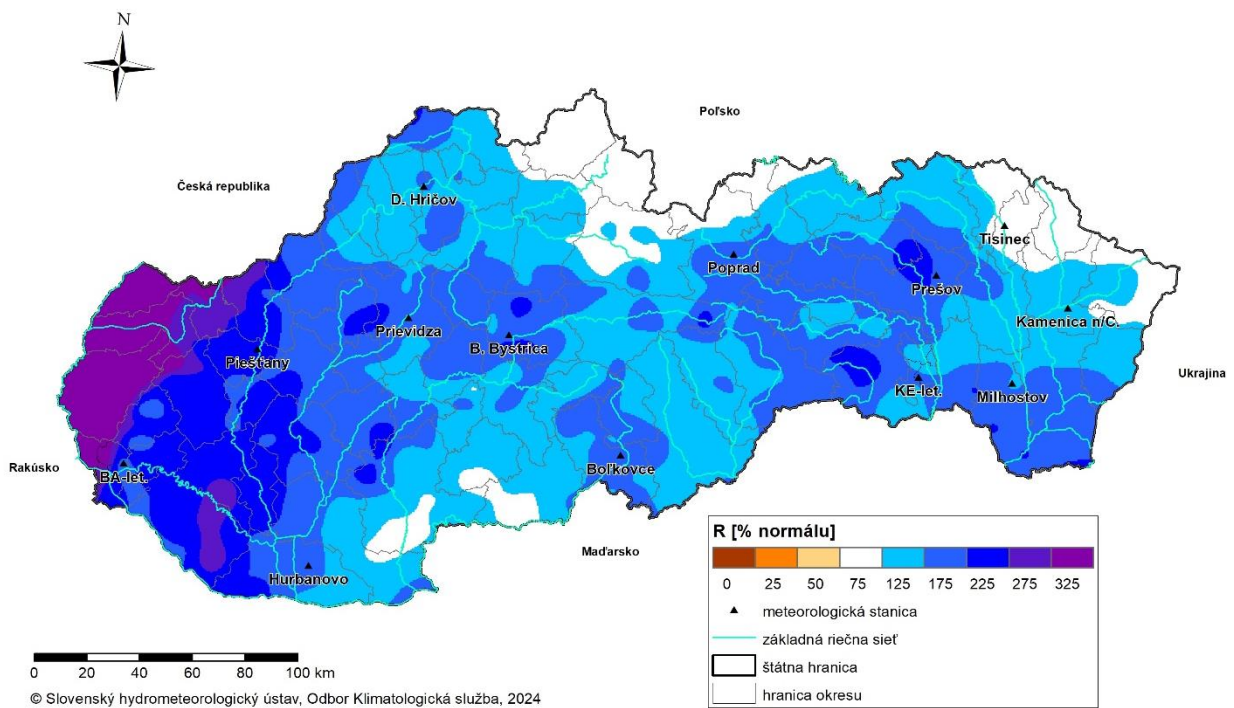 N
Poľsko
Česká republika
D. Hričov
Tisinec
Poprad
Prešov
Kamenica n/C.
Prievidza
B. Bystrica
Piešťany
Ukrajina
KE-let.
Milhostov
Rakúsko
BA-let.
Boľkovce
Maďarsko
Hurbanovo
R [% normálu]
0 25 50 75 125 175 225 275 325
meteorologická stanica
základná riečna sieť
štátna hranica
hranica okresu
0 20 40 60 80 100 km
© Slovenský hydrometeorologický ústav, Odbor Klimatologická služba, 2024